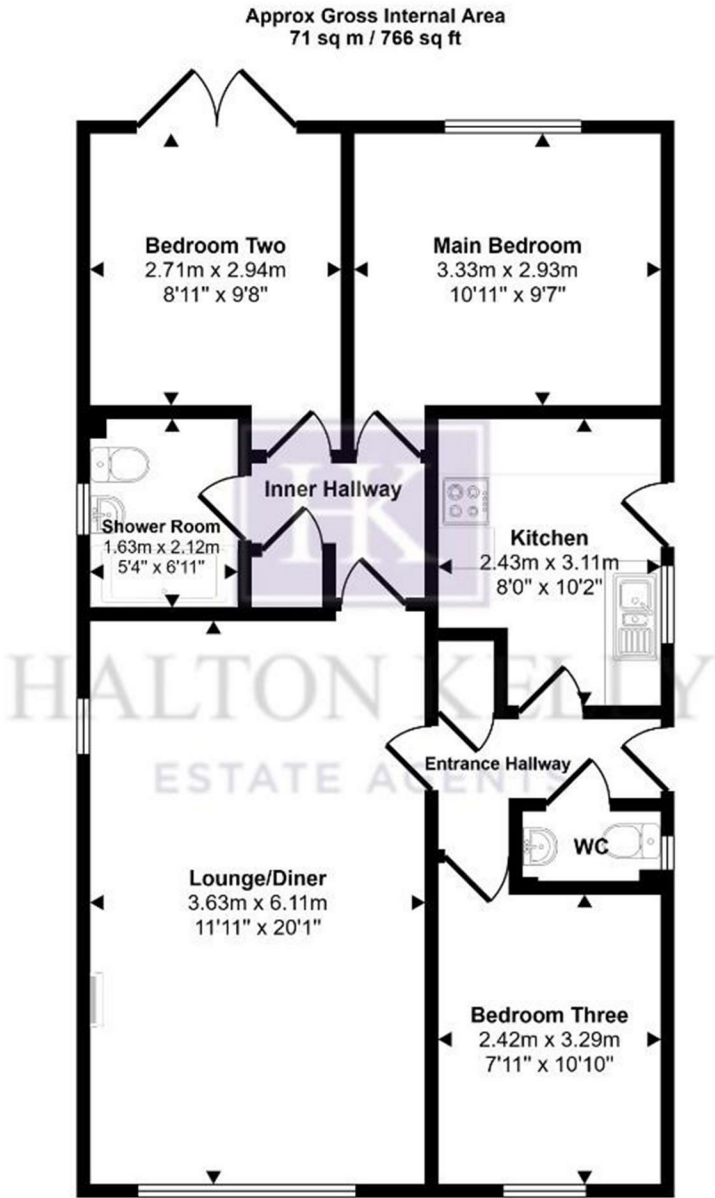 Approx Gross Internal Area
71 sq m / 766 sq ft
Bedroom Two
2.71m x 2.94m
8'11" x 9'8"
Main Bedroom
3.33m x 2.93m
10'11" x 9'7"
Inner Hallway
HK
Shower Room
1.63m x 2.12m
5'4" x 6'11"
Kitchen
2.43m x 3.11m
8'0" x 10'2"
HALTON KELLY
ESTATE AGENTS
Entrance Hallway
WC
Lounge/Diner
3.63m x 6.11m
11'11" x 20'1"
Bedroom Three
2.42m x 3.29m
7'11" x 10'10"